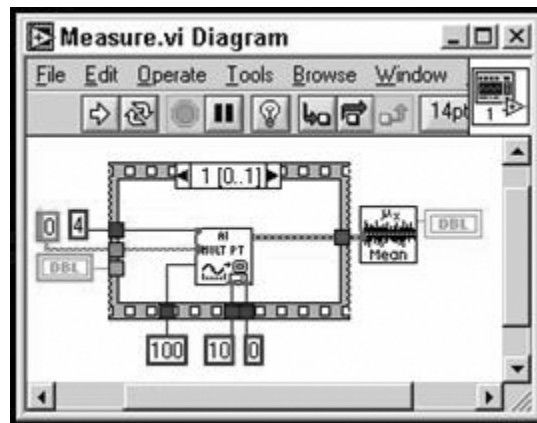 Measure.vi Diagram
File Edit Operate Tools Browse Window
14pt
1
1 [0..1]
0 4
DBL
AI
MULT PT
μx
Mean
DBL
100 10 0